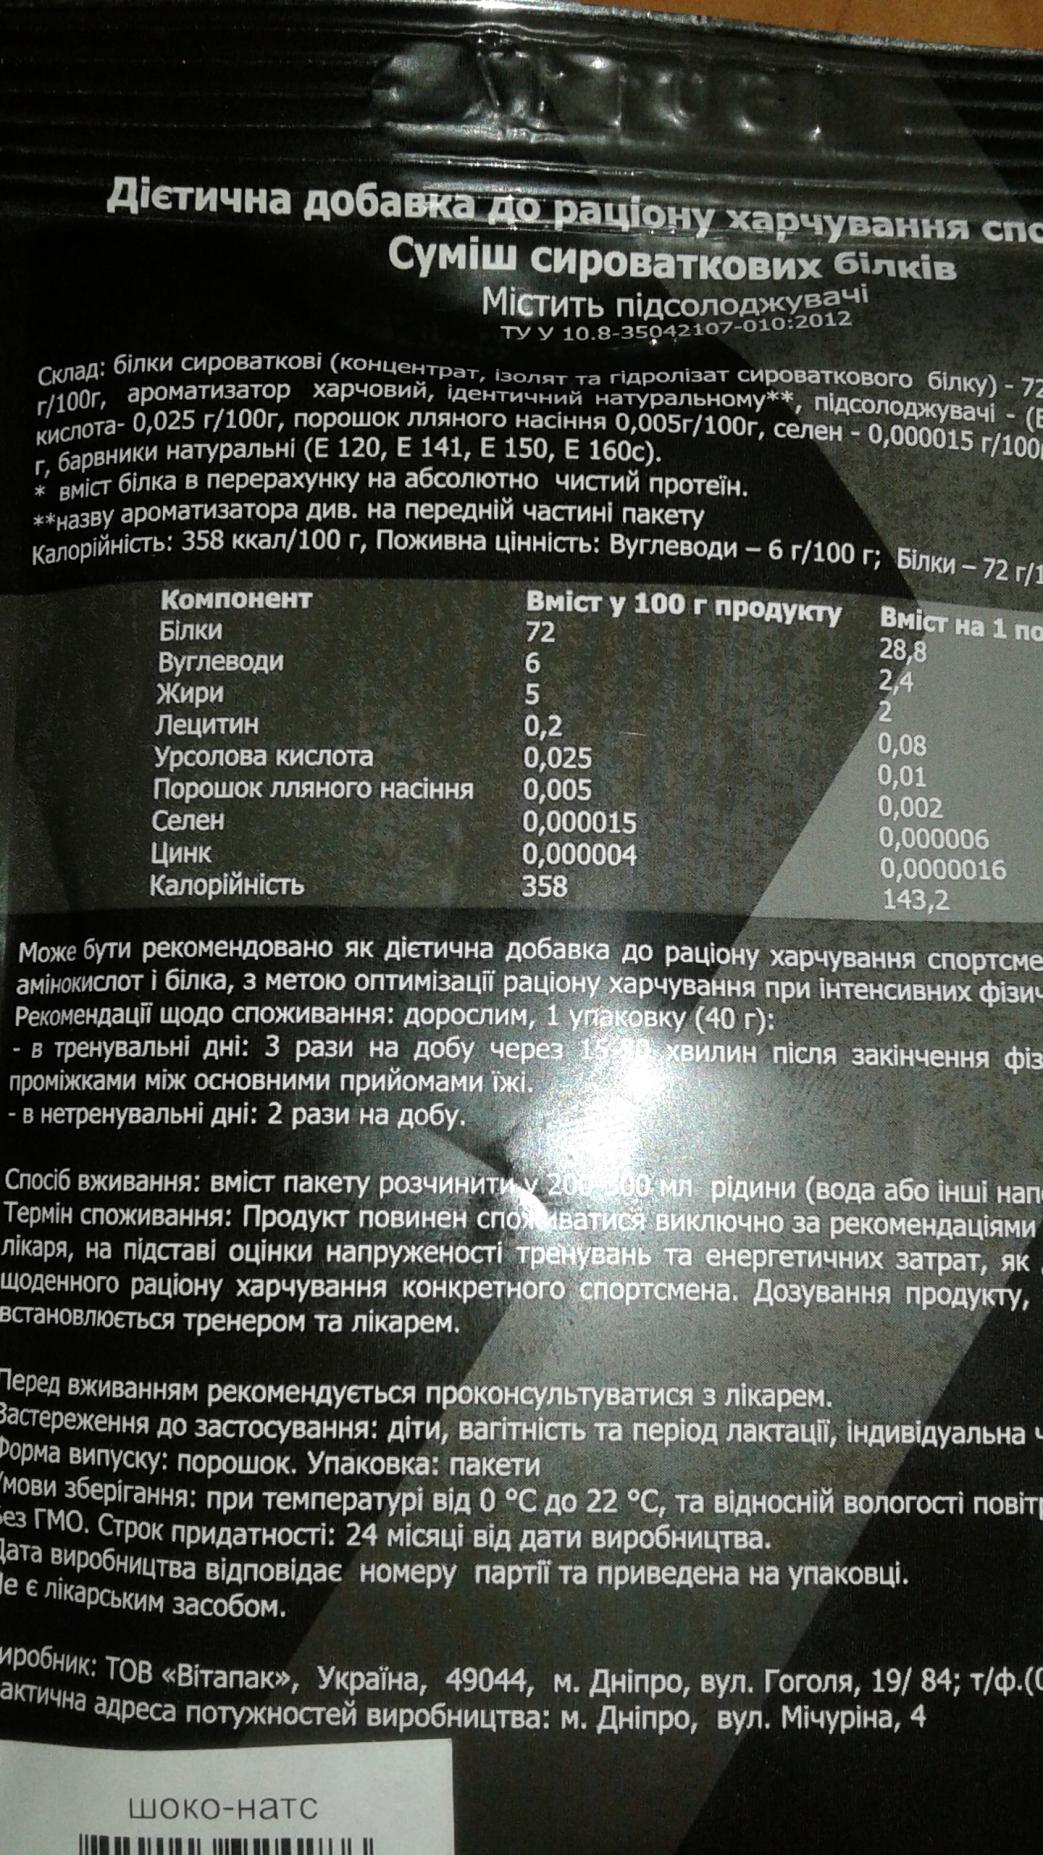 Дієтична добавка до раціону харчування
Суміш сироваткових білків
Містить підсолоджувачі
ТУ У 10.8-35042107-010:2012
Склад: білки сироваткові (концентрат, ізолят та гідролізат сироваткового білку) - 72
г/100г, ароматизатор харчовий, ідентичний натуральному**, підсолоджувачі - (Е
кислота- 0,025 г/100г, порошок лляного насіння 0,005г/100г, селен - 0,000015 г/100
г, барвники натуральні (Е 120, Е 141, Е 150, Е 160с).
* вміст білка в перерахунку на абсолютно чистий протеїн.
**назву ароматизатора див. на передній частині пакету
Калорійність: 358 ккал/100 г, Поживна цінність: Вуглеводи – 6 г/100 г; Білки – 72 г/1
Компонент Вміст у 100 г продукту Вміст на 1 по
Білки 72 28,8
Вуглеводи 6 2,4
Жири 5 2
Лецитин 0,2 0,08
Урсолова кислота 0,025 0,01
Порошок лляного насіння 0,005 0,002
Селен 0,000015 0,000006
Цинк 0,000004 0,0000016
Калорійність 358 143,2
Може бути рекомендовано як дієтична добавка до раціону харчування спортсме
амінокислот і білка, з метою оптимізації раціону харчування при інтенсивних фізич
Рекомендації щодо споживання: дорослим, 1 упаковку (40 г):
- в тренувальні дні: 3 рази на добу через хвилин після закінчення фіз
проміжками між основними прийомами їжі.
- в нетренувальні дні: 2 рази на добу.
Спосіб вживання: вміст пакету розчинити у 200-300 мл рідини (вода або інші нап
Термін споживання: Продукт повинен споживатися виключно за рекомендаціями
лікаря, на підставі оцінки напруженості тренувань та енергетичних затрат, як
щоденного раціону харчування конкретного спортсмена. Дозування продукту,
встановлюється тренером та лікарем.
Перед вживанням рекомендується проконсультуватися з лікарем.
Застереження до застосування: діти, вагітність та період лактації, індивідуальна ч
Форма випуску: порошок. Упаковка: пакети
Умови зберігання: при температурі від 0 °С до 22 °С, та відносній вологості повітр
Без ГМО. Строк придатності: 24 місяці від дати виробництва.
Дата виробництва відповідає номеру партії та приведена на упаковці.
Не є лікарським засобом.
иробник: ТОВ «Вітапак», Україна, 49044, м. Дніпро, вул. Гоголя, 19/ 84; т/ф.(0
актична адреса потужностей виробництва: м. Дніпро, вул. Мічуріна, 4
шоко-натс